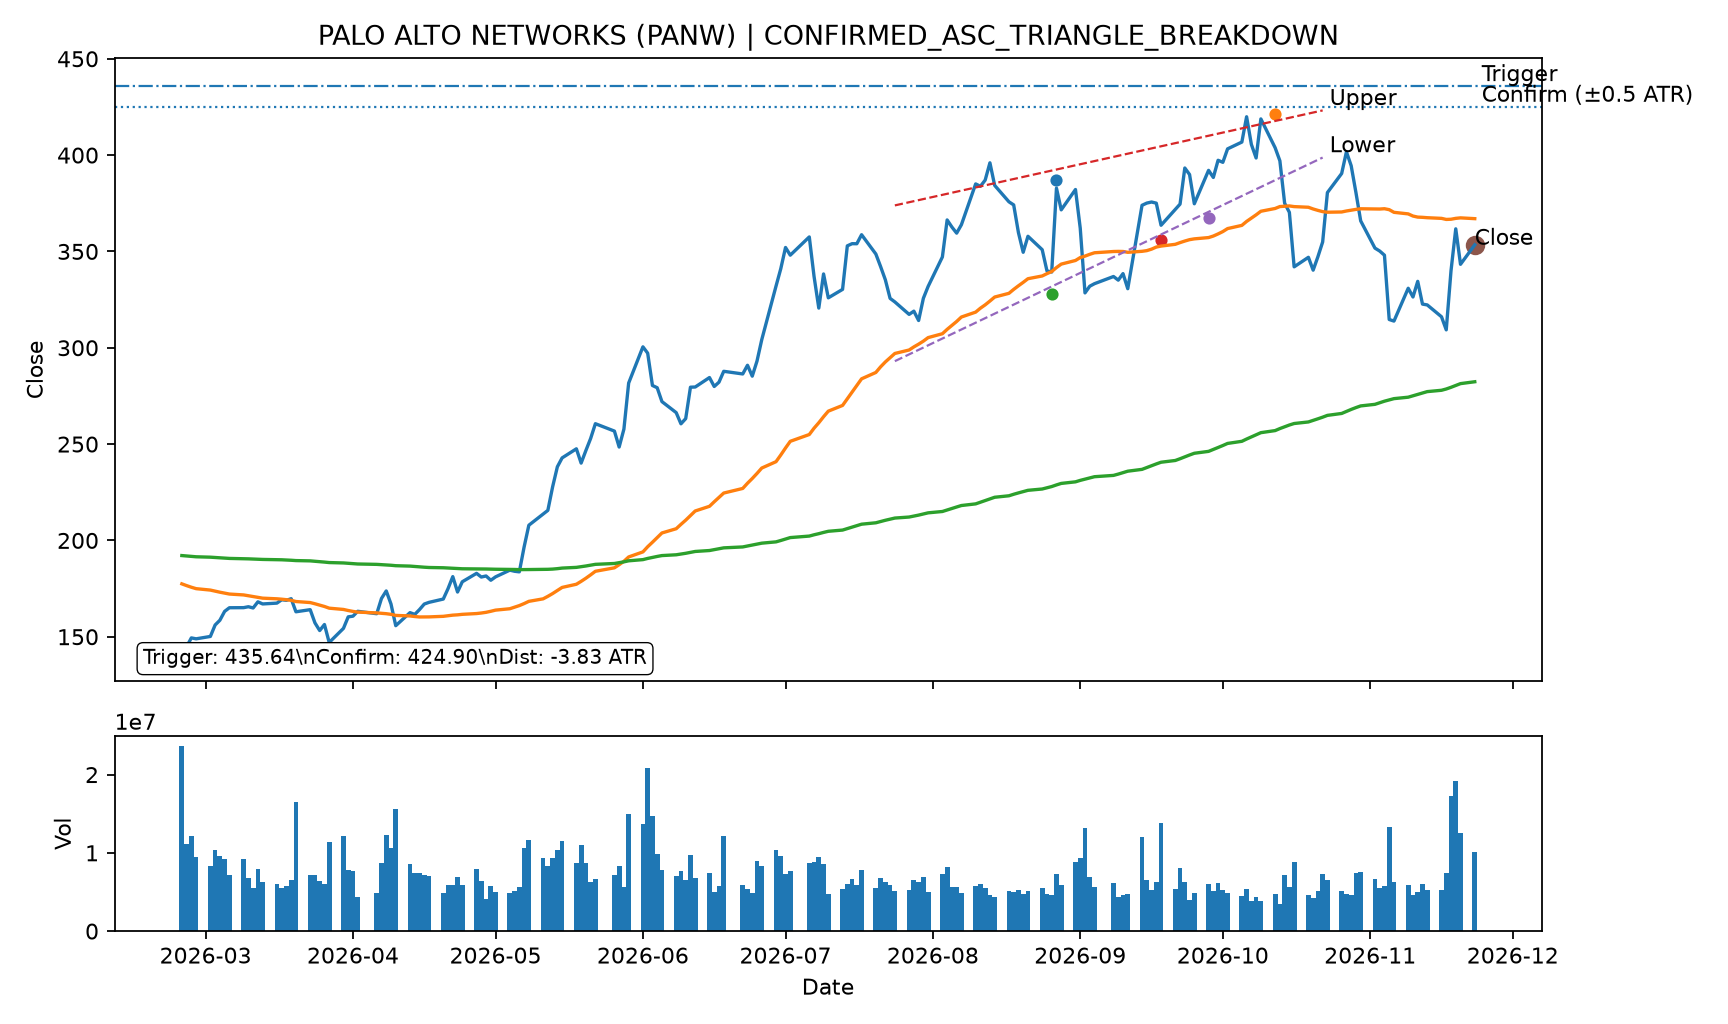 PALO ALTO NETWORKS (PANW) | CONFIRMED_ASC_TRIANGLE_BREAKDOWN
450
400
350
300
250
200
150
Close
Trigger
Confirm (±0.5 ATR)
Upper
Lower
Close
Trigger: 435.64\nConfirm: 424.90\nDist: -3.83 ATR
1e7
2
1
0
Vol
2026-03
2026-04
2026-05
2026-06
2026-07
2026-08
2026-09
2026-10
2026-11
2026-12
Date